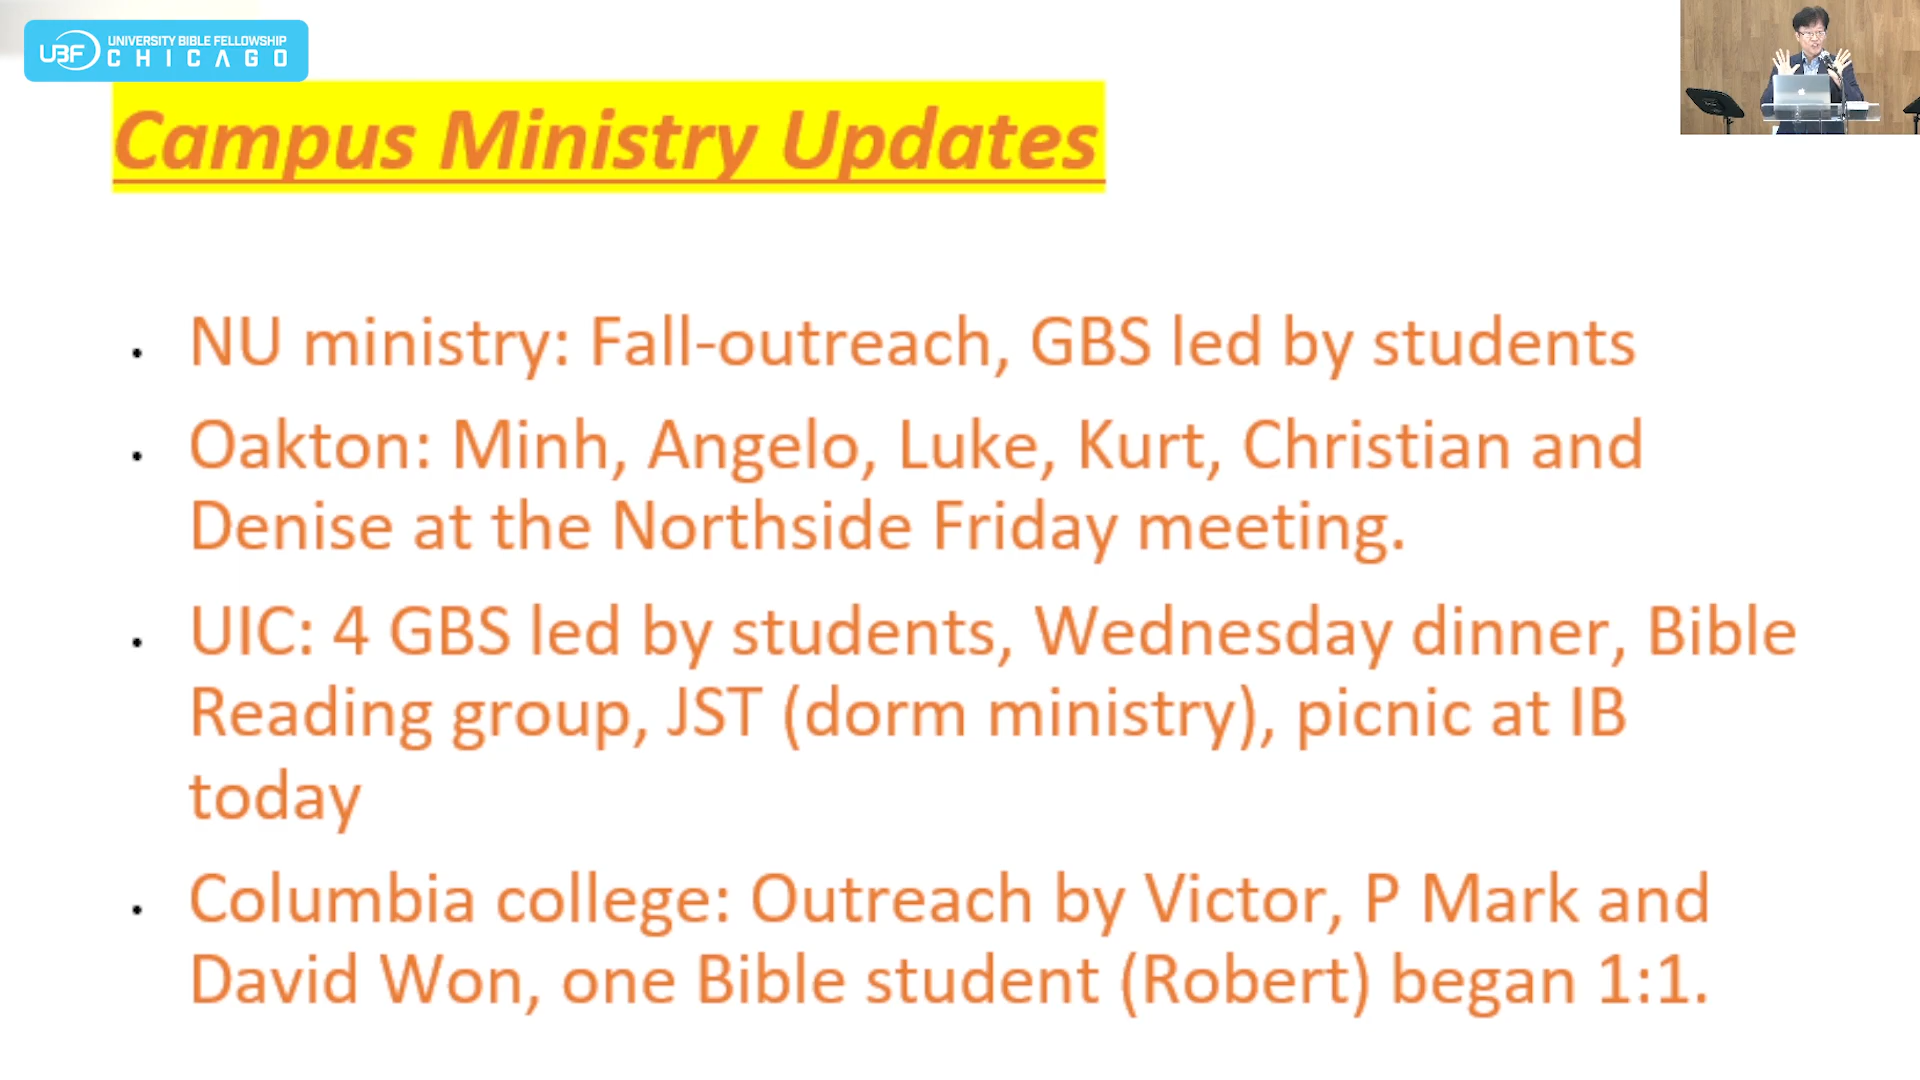 UBF UNIVERSITY BIBLE FELLOWSHIP
CHICAGO
Campus Ministry Updates
• NU ministry: Fall-outreach, GBS led by students
• Oakton: Minh, Angelo, Luke, Kurt, Christian and
Denise at the Northside Friday meeting.
• UIC: 4 GBS led by students, Wednesday dinner, Bible
Reading group, JST (dorm ministry), picnic at IB
today
• Columbia college: Outreach by Victor, P Mark and
David Won, one Bible student (Robert) began 1:1.